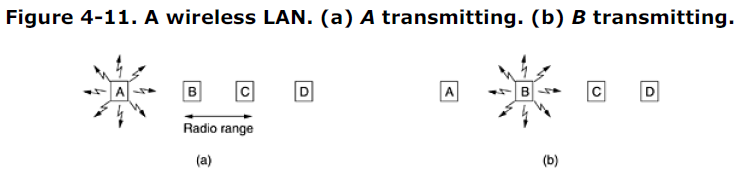 Figure 4-11. A wireless LAN. (a) A transmitting. (b) B transmitting.
A B C D A B C D
Radio range
(a) (b)